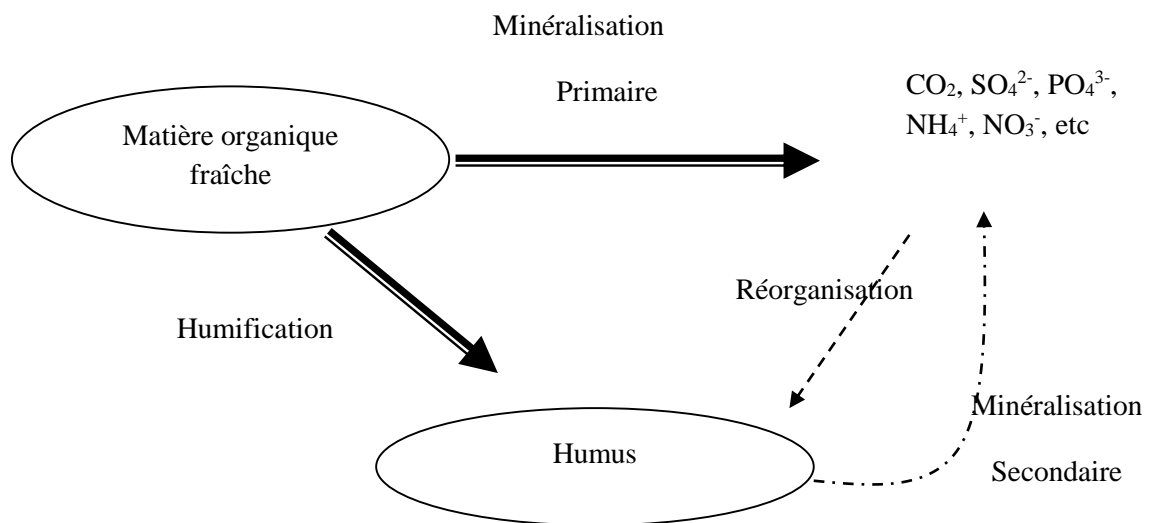 Minéralisation
Primaire
CO₂, SO₄²⁻, PO₄³⁻,
NH₄⁺, NO₃⁻, etc
Matière organique
fraîche
Réorganisation
Humification
Minéralisation
Secondaire
Humus